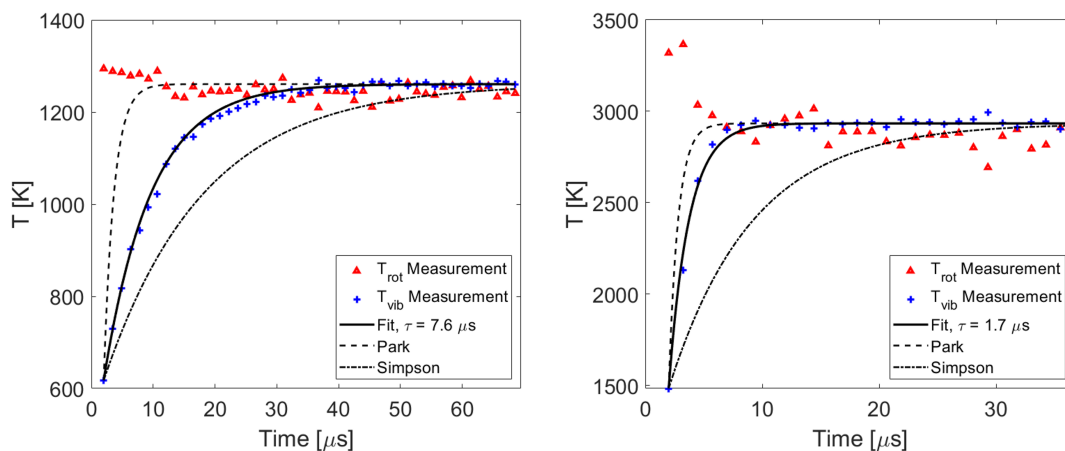 1400
1200
1000
800
600
T [K]
0
10
20
30
40
50
60
Time [μs]
T_rot Measurement
T_vib Measurement
Fit, τ = 7.6 μs
Park
Simpson
3500
3000
2500
2000
1500
T [K]
0
10
20
30
Time [μs]
T_rot Measurement
T_vib Measurement
Fit, τ = 1.7 μs
Park
Simpson